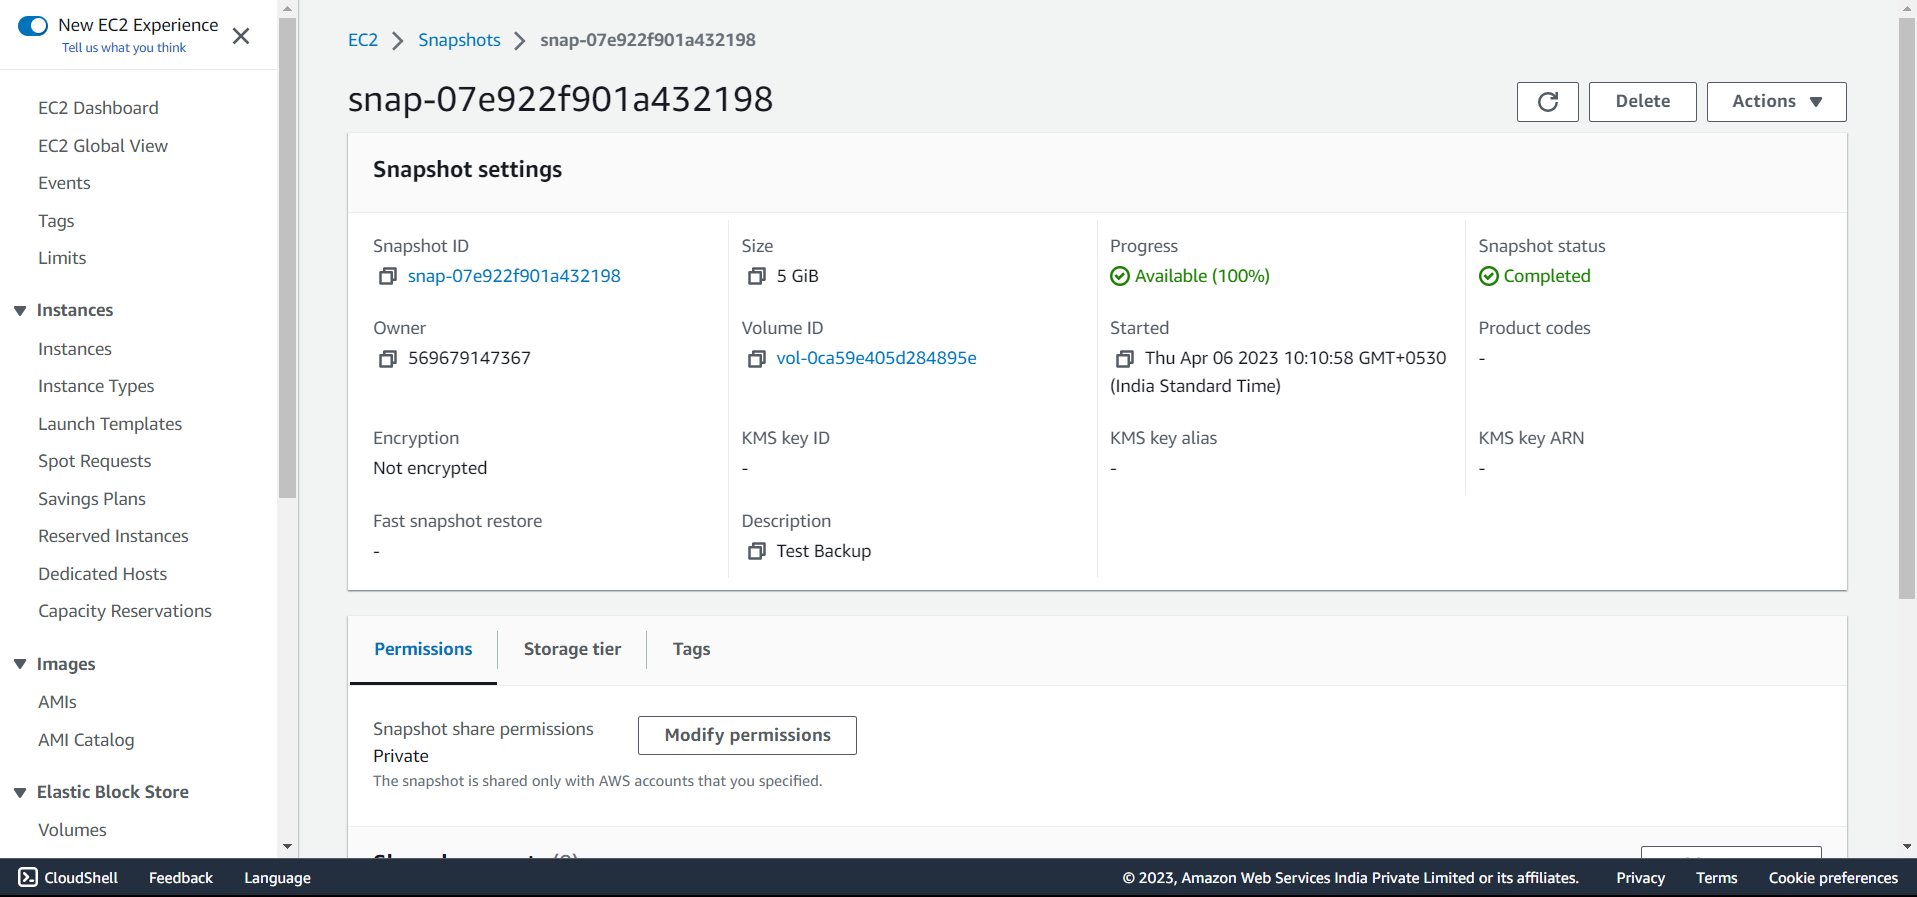 New EC2 Experience
Tell us what you think
EC2 Dashboard
EC2 Global View
Events
Tags
Limits
Instances
Instances
Instance Types
Launch Templates
Spot Requests
Savings Plans
Reserved Instances
Dedicated Hosts
Capacity Reservations
Images
AMIs
AMI Catalog
Elastic Block Store
Volumes
EC2 > Snapshots > snap-07e922f901a432198
snap-07e922f901a432198
Delete
Actions
Snapshot settings
Snapshot ID
snap-07e922f901a432198
Size
5 GiB
Progress
Available (100%)
Snapshot status
Completed
Owner
569679147367
Volume ID
vol-0ca59e405d284895e
Started
Thu Apr 06 2023 10:10:58 GMT+0530
(India Standard Time)
Product codes
-
Encryption
Not encrypted
KMS key ID
-
KMS key alias
-
KMS key ARN
-
Fast snapshot restore
-
Description
Test Backup
Permissions
Storage tier
Tags
Snapshot share permissions
Private
The snapshot is shared only with AWS accounts that you specified.
Modify permissions
CloudShell
Feedback
Language
© 2023, Amazon Web Services India Private Limited or its affiliates.
Privacy
Terms
Cookie preferences